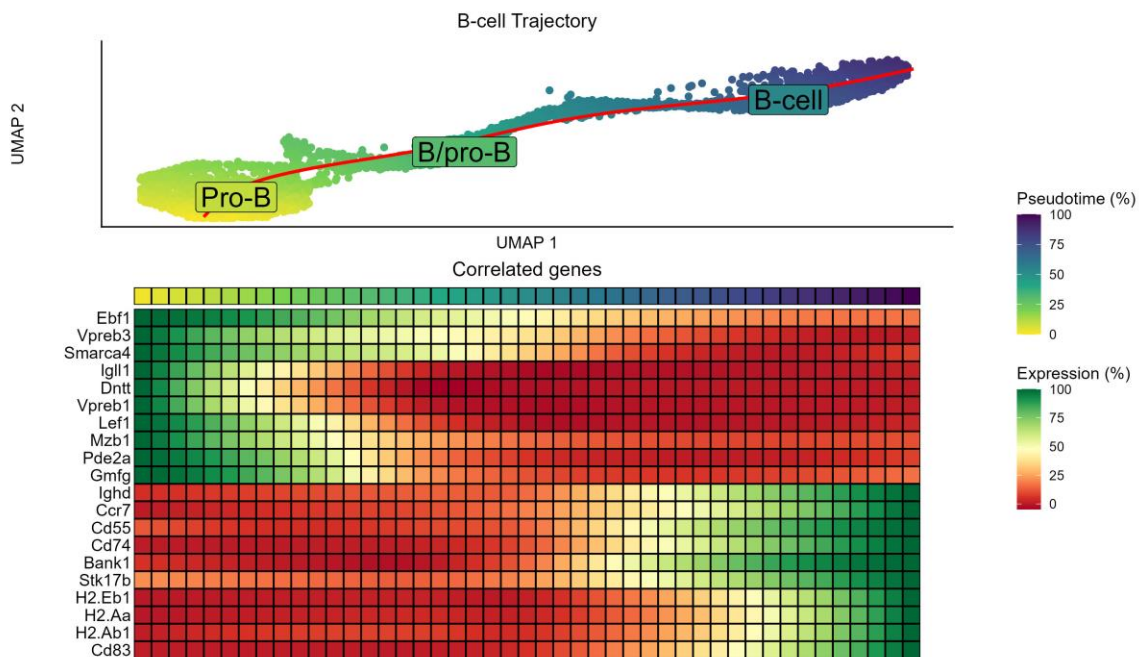 B-cell Trajectory
UMAP 2
Pro-B
B/pro-B
B-cell
UMAP 1
Correlated genes
Ebf1
Vpreb3
Smarca4
Igll1
Dntt
Vpreb1
Lef1
Mzb1
Pde2a
Gmfg
Ighd
Ccr7
Cd55
Cd74
Bank1
Stk17b
H2.Eb1
H2.Aa
H2.Ab1
Cd83
Pseudotime (%)
100
75
50
25
0
Expression (%)
100
75
50
25
0